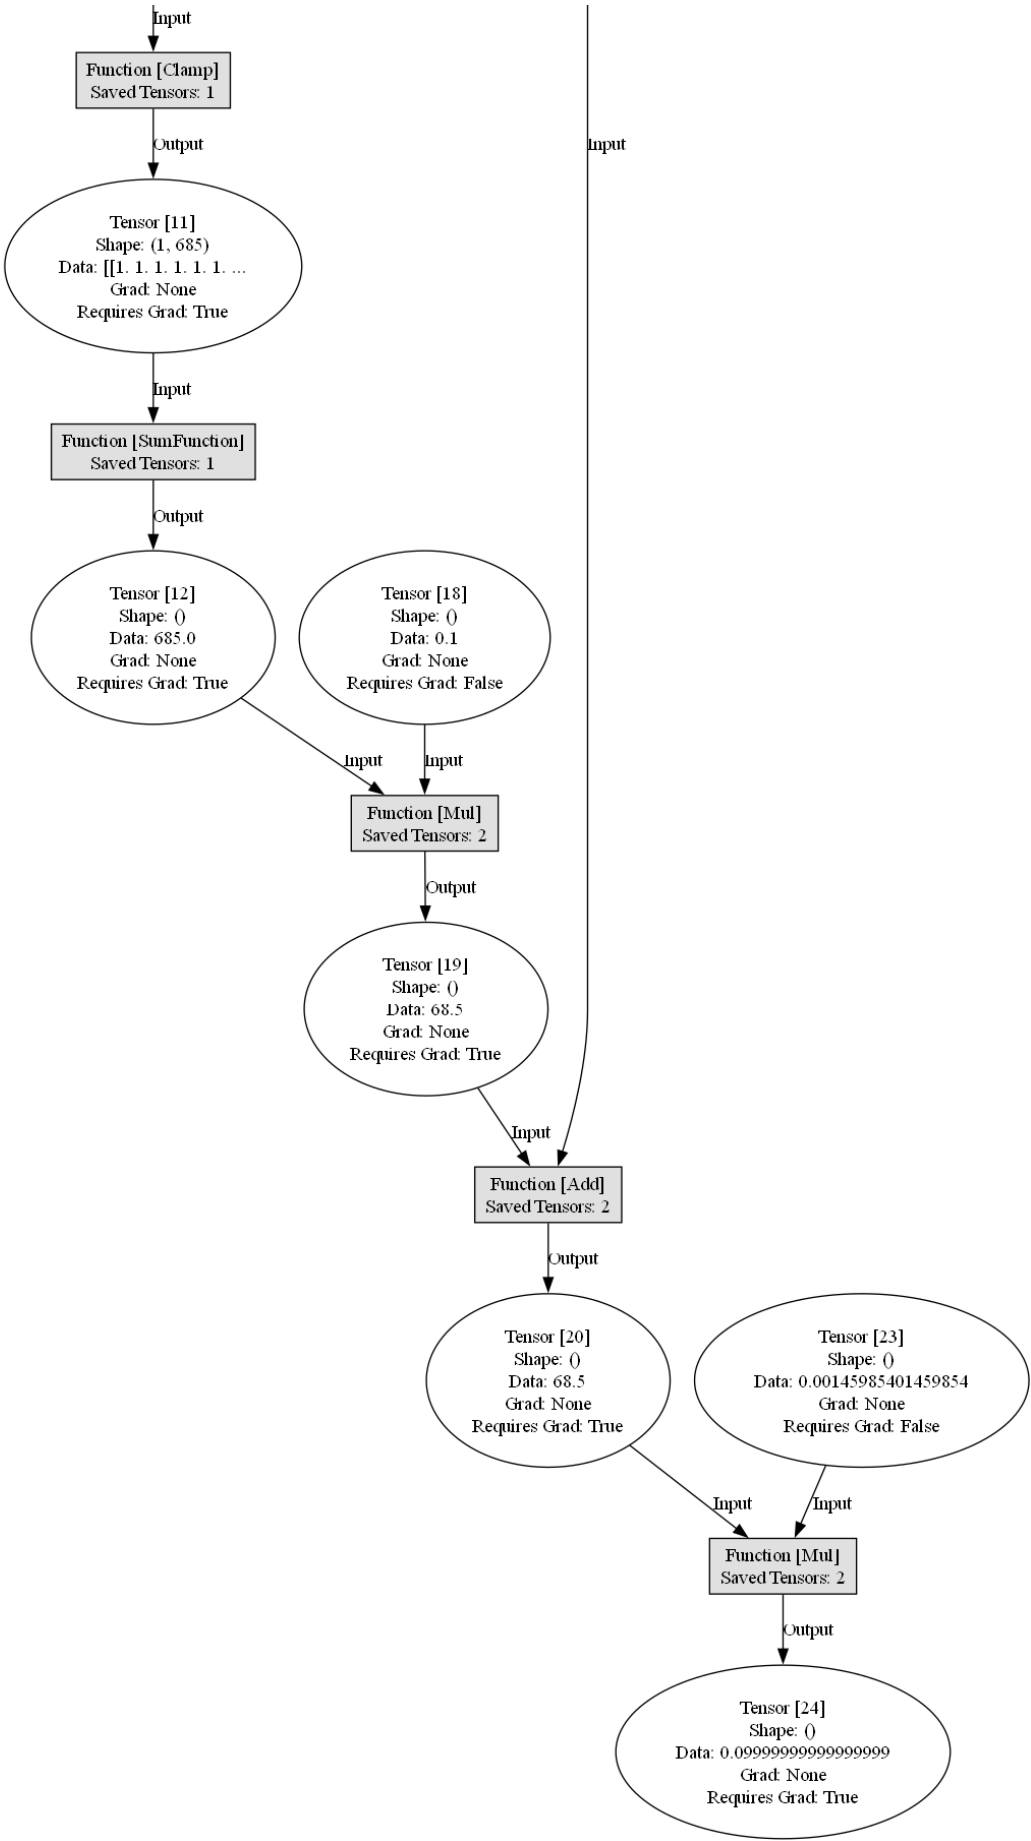 Input
Function [Clamp]
Saved Tensors: 1
Output
Input
Tensor [11]
Shape: (1, 685)
Data: [[1. 1. 1. 1. 1. 1. ...
Grad: None
Requires Grad: True
Input
Function [SumFunction]
Saved Tensors: 1
Output
Tensor [12]
Shape: ()
Data: 685.0
Grad: None
Requires Grad: True
Tensor [18]
Shape: ()
Data: 0.1
Grad: None
Requires Grad: False
Input
Input
Function [Mul]
Saved Tensors: 2
Output
Tensor [19]
Shape: ()
Data: 68.5
Grad: None
Requires Grad: True
Input
Function [Add]
Saved Tensors: 2
Output
Tensor [20]
Shape: ()
Data: 68.5
Grad: None
Requires Grad: True
Tensor [23]
Shape: ()
Data: 0.00145985401459854
Grad: None
Requires Grad: False
Input
Input
Function [Mul]
Saved Tensors: 2
Output
Tensor [24]
Shape: ()
Data: 0.09999999999999999
Grad: None
Requires Grad: True